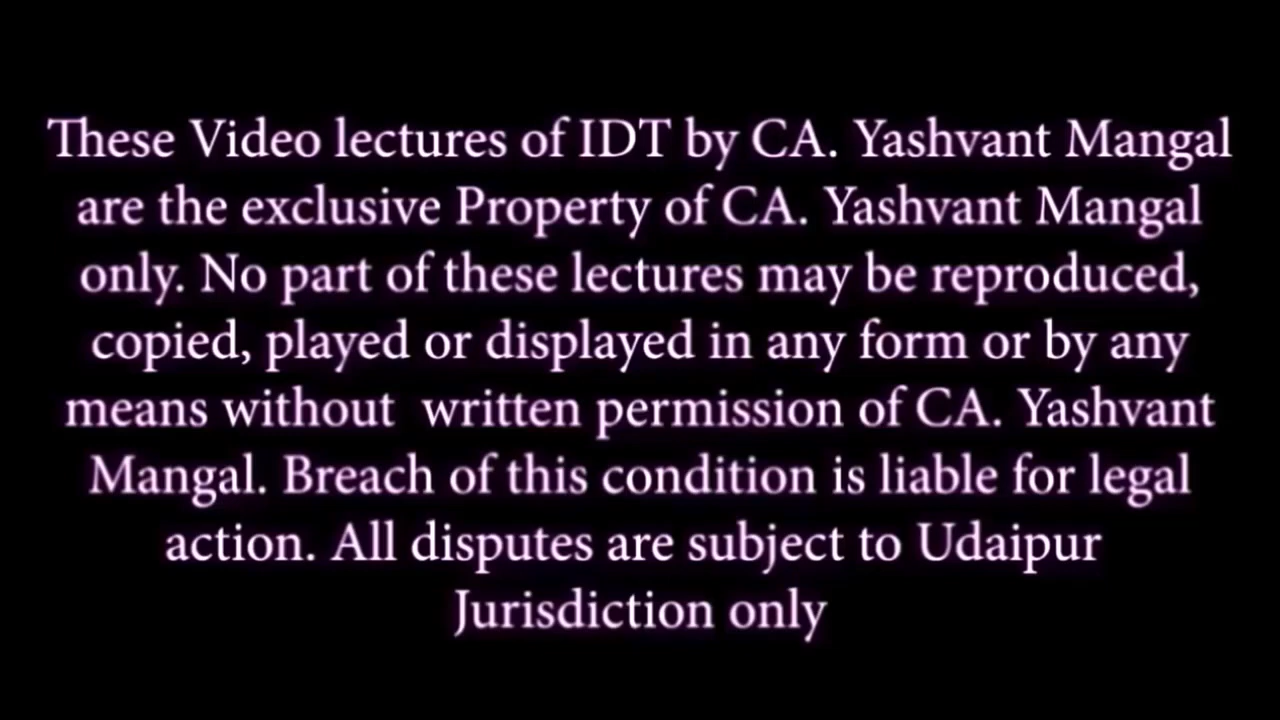 These Video lectures of IDT by CA. Yashvant Mangal
are the exclusive Property of CA. Yashvant Mangal
only. No part of these lectures may be reproduced,
copied, played or displayed in any form or by any
means without  written permission of CA. Yashvant
Mangal. Breach of this condition is liable for legal
action. All disputes are subject to Udaipur
Jurisdiction only